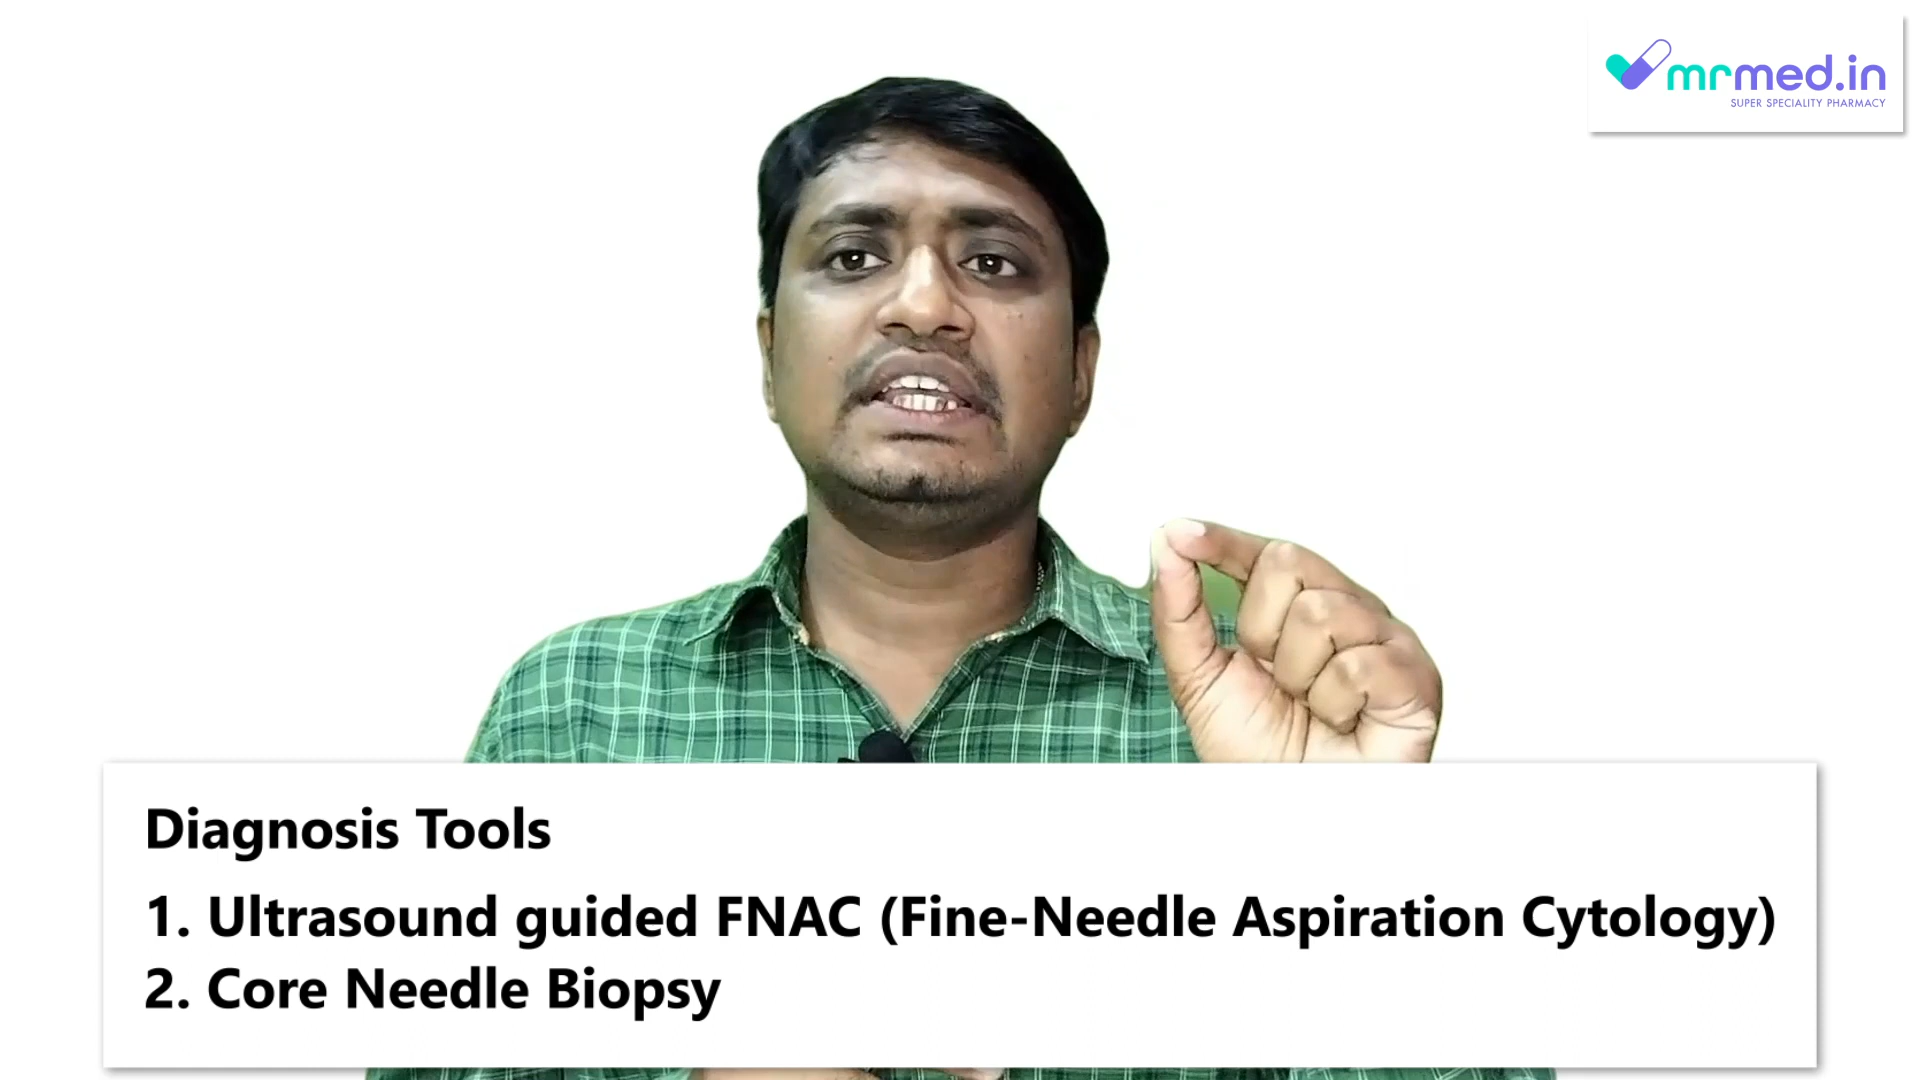 mrmed.in
SUPER SPECIALITY PHARMACY
Diagnosis Tools
1. Ultrasound guided FNAC (Fine-Needle Aspiration Cytology)
2. Core Needle Biopsy